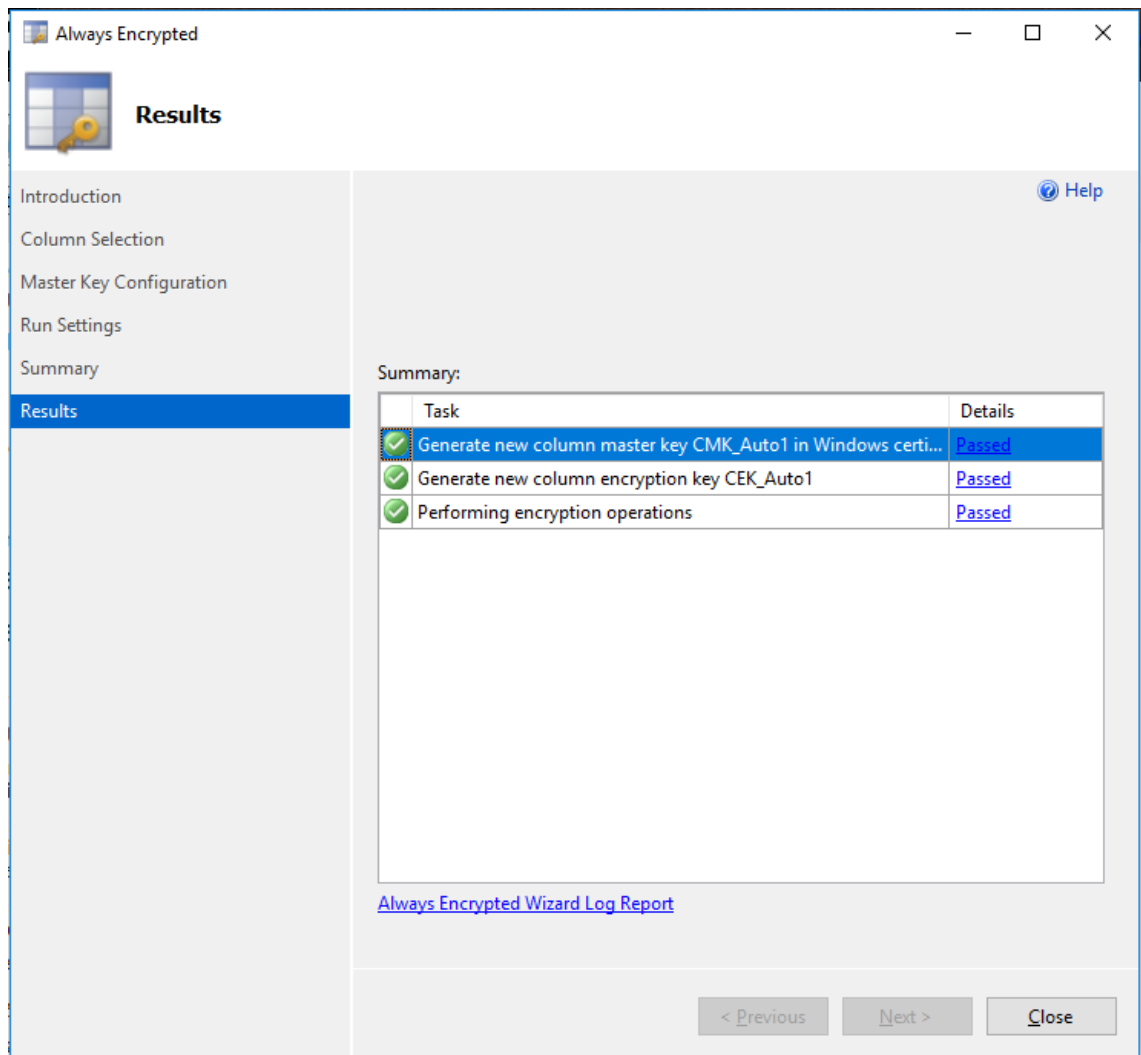 Always Encrypted
Results
Introduction
Column Selection
Master Key Configuration
Run Settings
Summary
Results
Help
Summary:
Task Details
Generate new column master key CMK_Auto1 in Windows certi... Passed
Generate new column encryption key CEK_Auto1 Passed
Performing encryption operations Passed
Always Encrypted Wizard Log Report
< Previous Next > Close